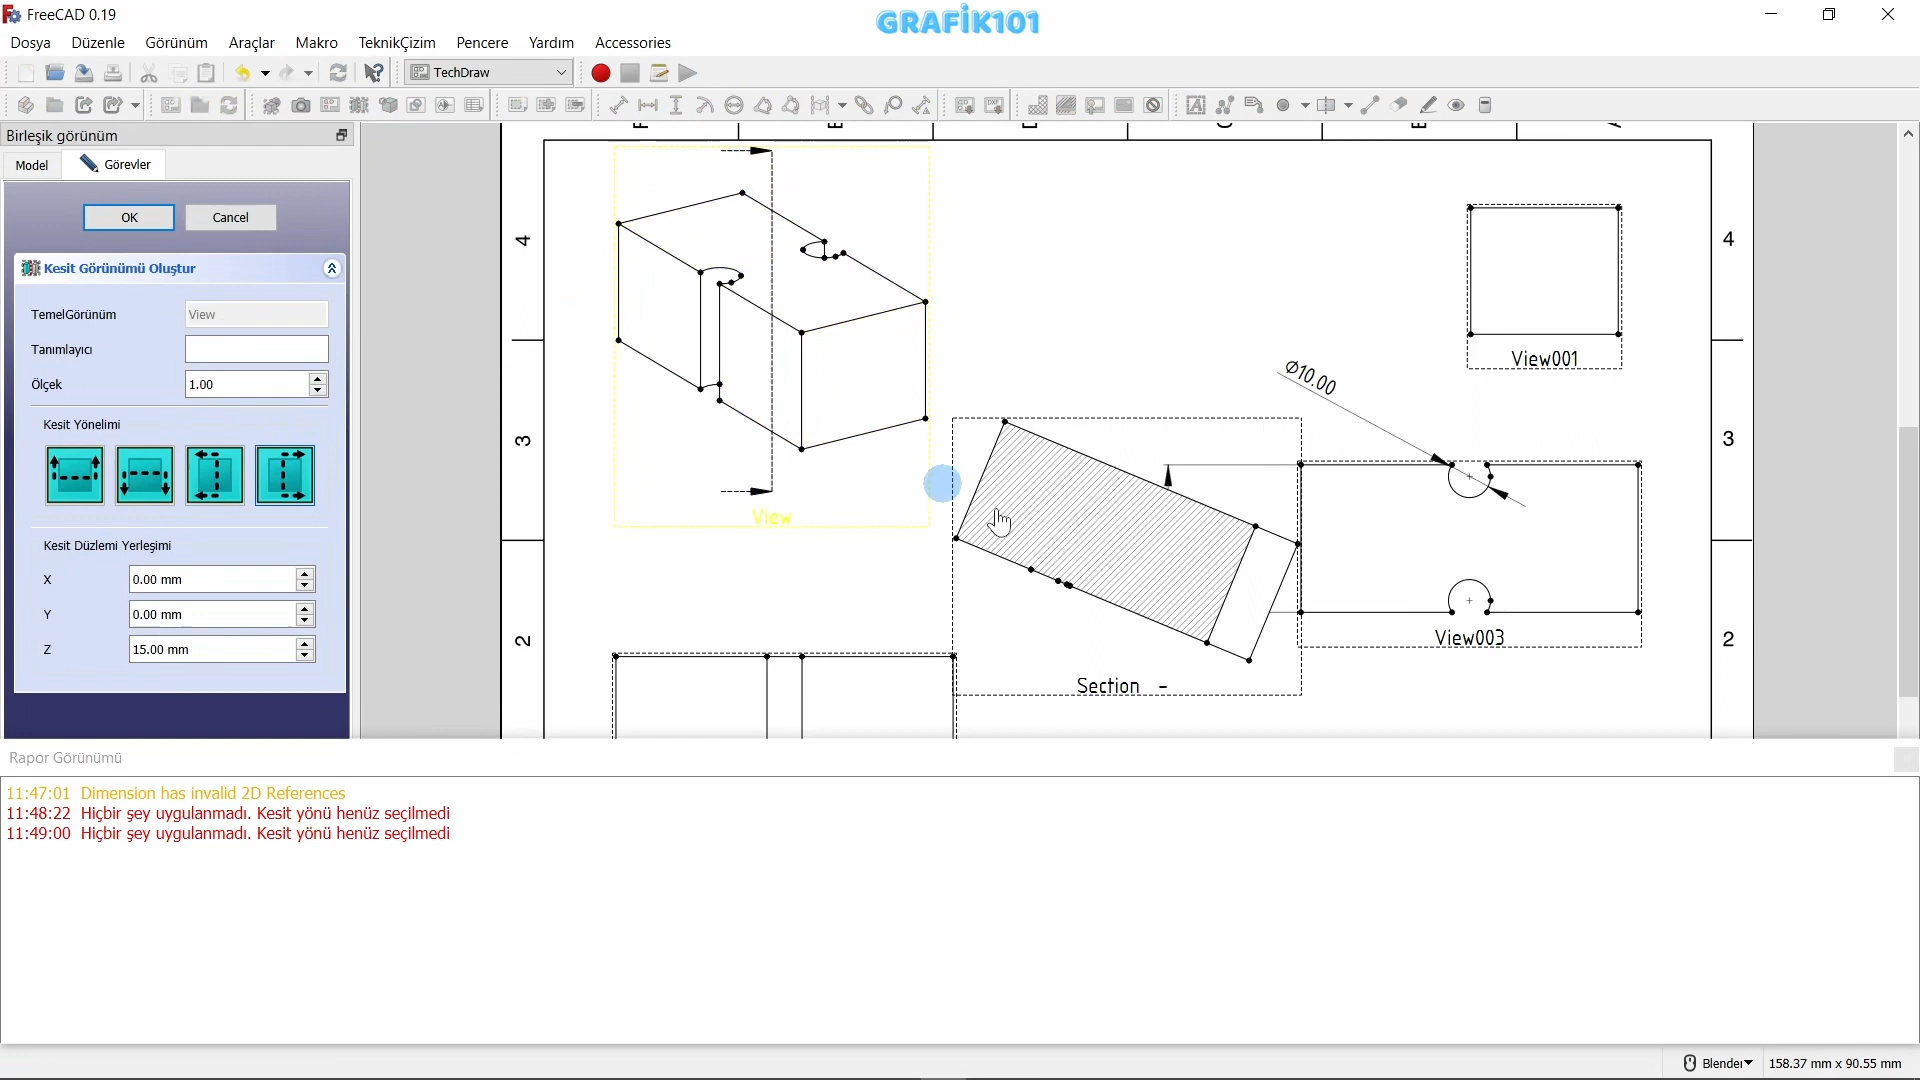 FreeCAD 0.19
GRAFİK101
Dosya Düzenle Görünüm Araçlar Makro TeknikÇizim Pencere Yardım Accessories
TechDraw
Birleşik görünüm
Model Görevler
OK Cancel
Kesit Görünümü Oluştur
TemelGörünüm View
Tanımlayıcı
Ölçek 1.00
Kesit Yönelimi
Kesit Düzlemi Yerleşimi
X 0.00 mm
Y 0.00 mm
Z 15.00 mm
4 4
View001
Ø10.00
3 3
View
2 2
View003
Section -
Rapor Görünümü
11:47:01 Dimension has invalid 2D References
11:48:22 Hiçbir şey uygulanmadı. Kesit yönü henüz seçilmedi
11:49:00 Hiçbir şey uygulanmadı. Kesit yönü henüz seçilmedi
Blender 158.37 mm x 90.55 mm